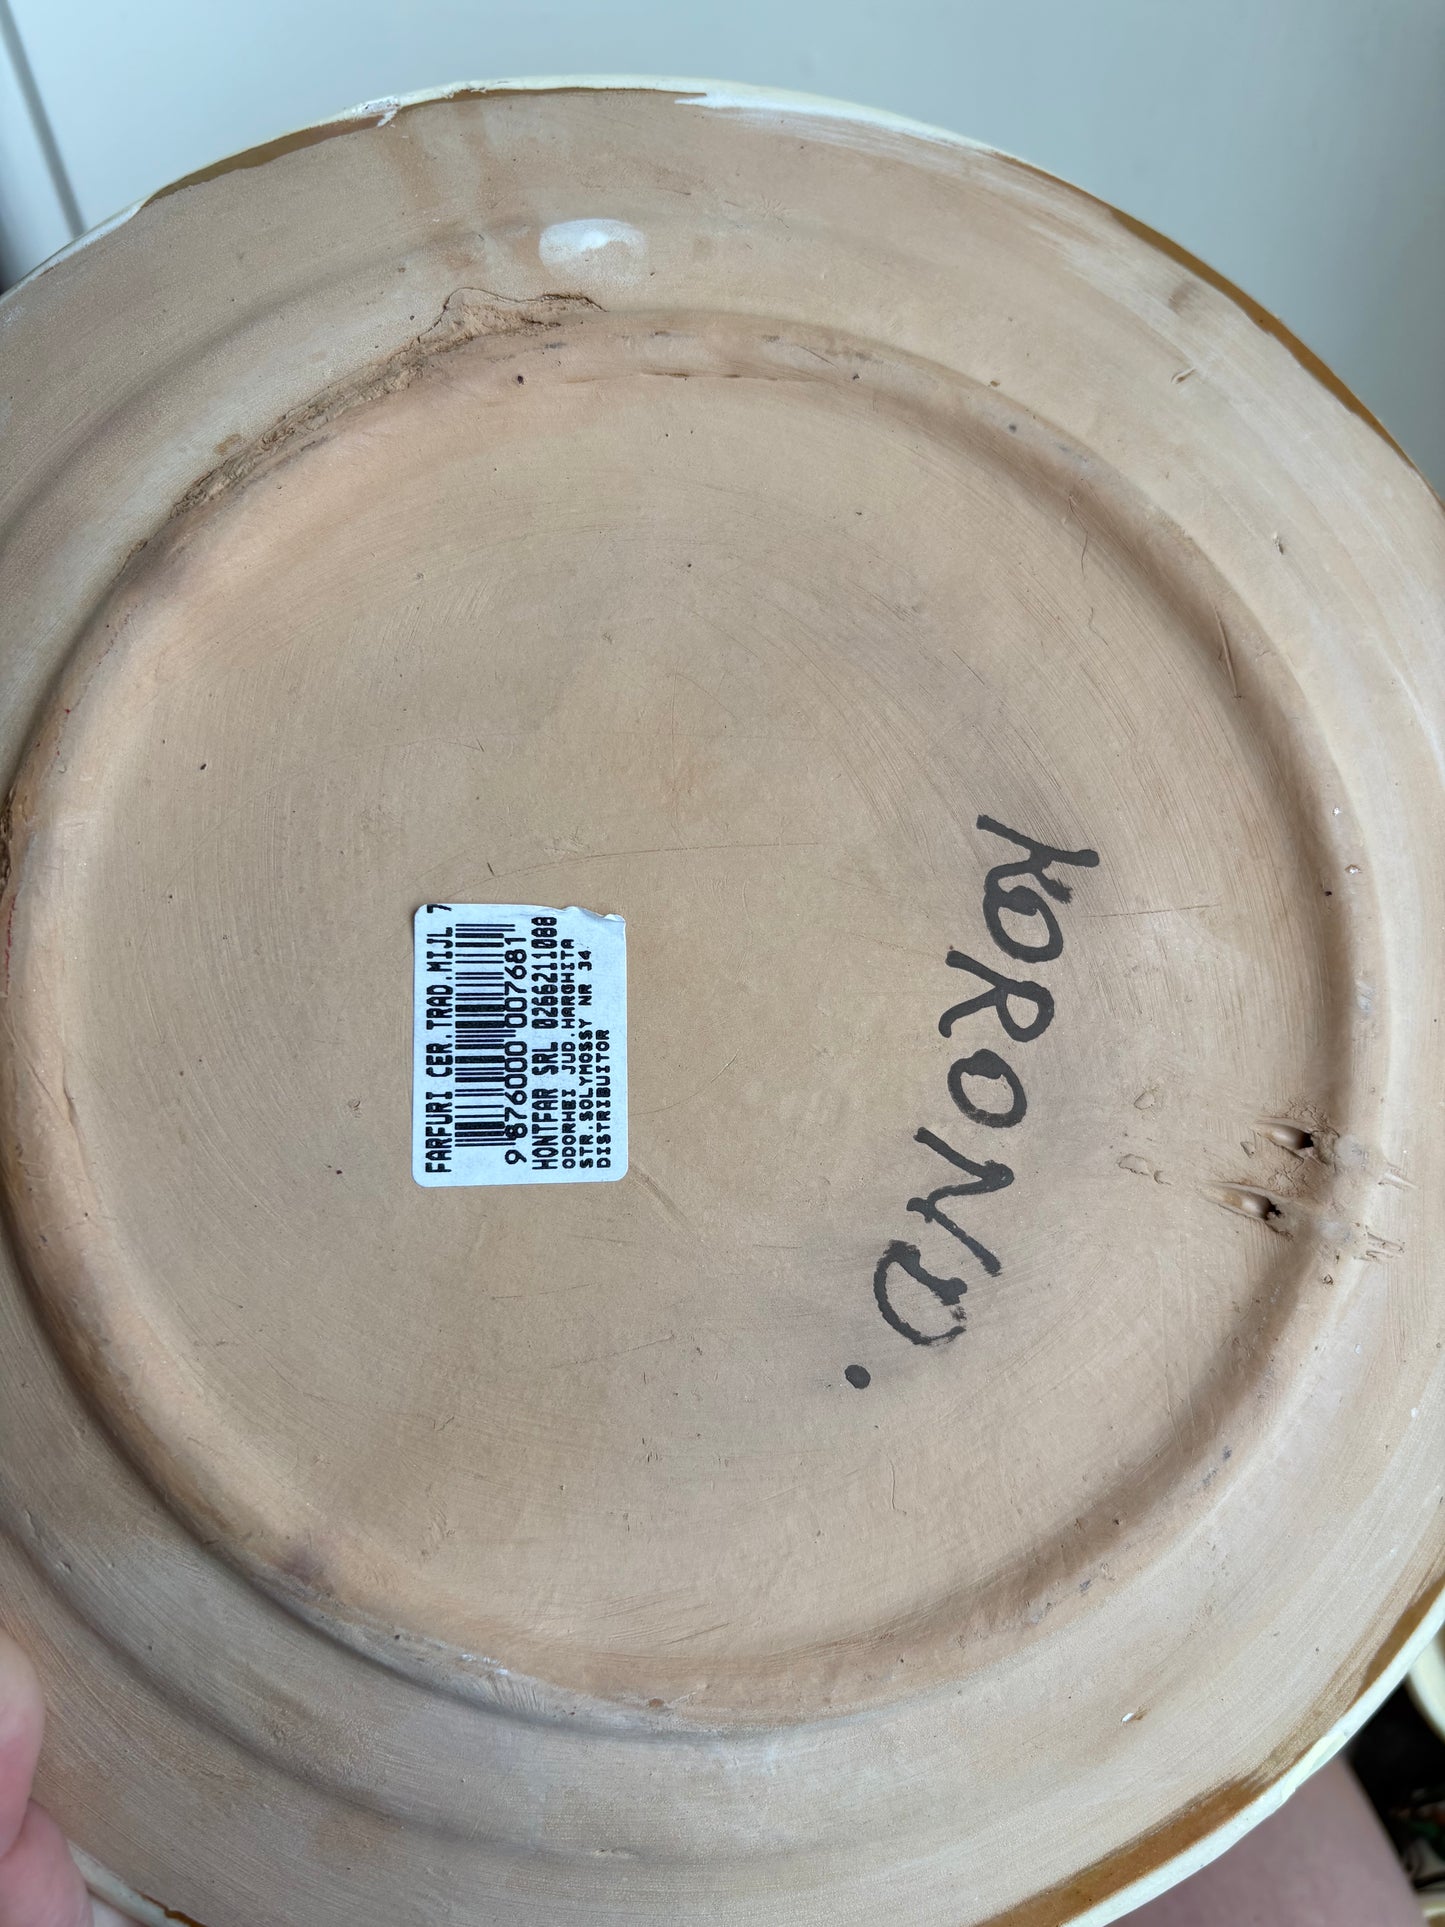 FARFURI CER.TRAD.MIJL 7
9 876000 007681
HONTFAR SRL 0266211088
ODORHEI JUD.HARGHITA
STR.SOLYMOSSY NR 34
DISTRIBUITOR
KOROND.